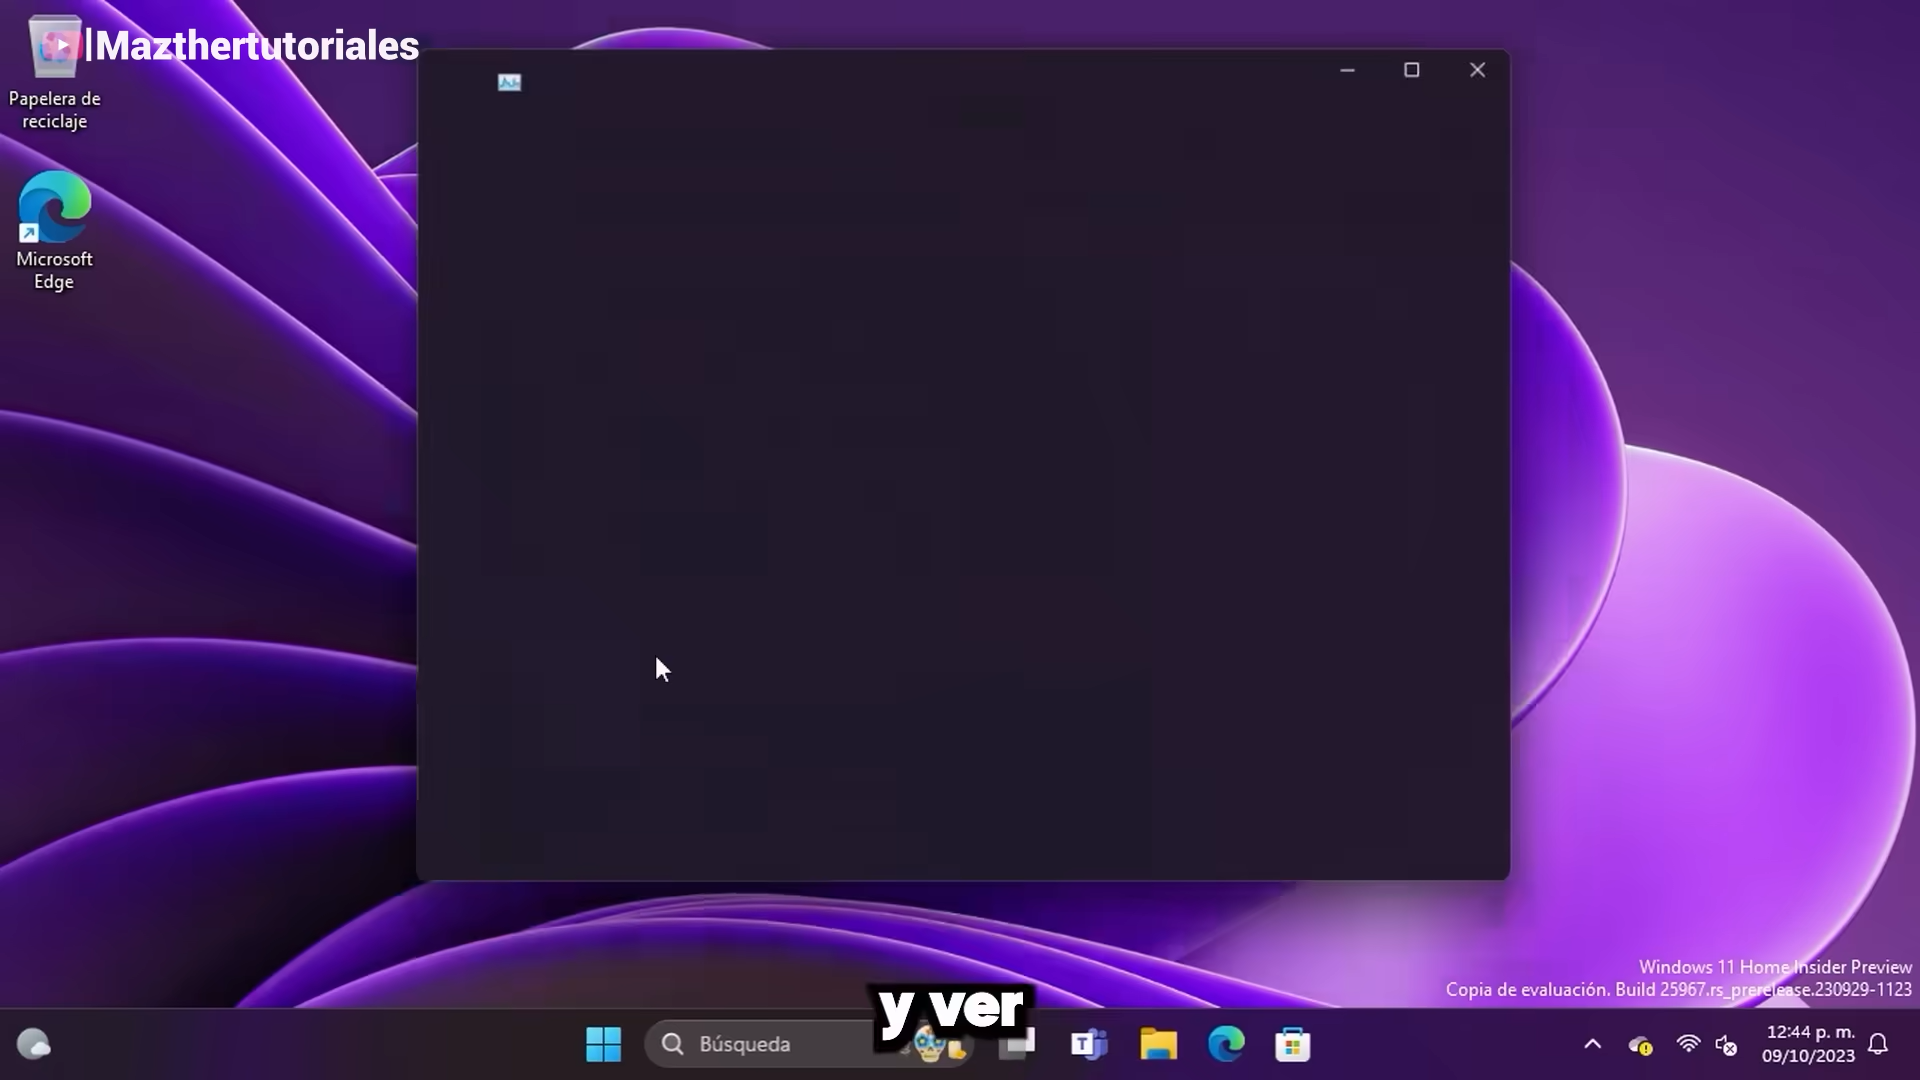 |Mazthertutoriales
Papelera de
reciclaje
Microsoft
Edge
Windows 11 Home Insider Preview
Copia de evaluación. Build 25967.rs_prerelease.230929-1123
y ver
Búsqueda
12:44 p. m.
09/10/2023